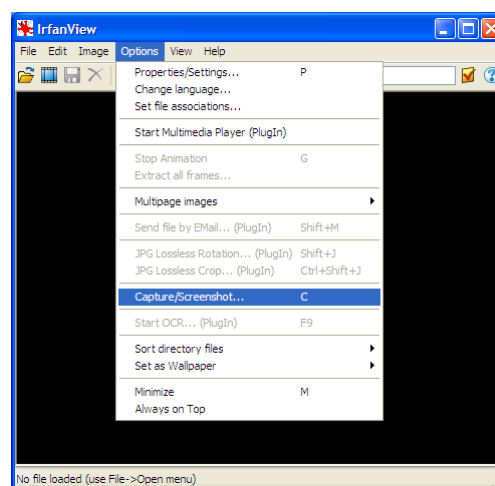 IrfanView
File Edit Image Options View Help
Properties/Settings... P
Change language...
Set file associations...
Start Multimedia Player (PlugIn)
Stop Animation G
Extract all frames...
Multipage images
Send file by EMail... (PlugIn) Shift+M
JPG Lossless Rotation... (PlugIn) Shift+J
JPG Lossless Crop... (PlugIn) Ctrl+Shift+J
Capture/Screenshot... C
Start OCR... (PlugIn) F9
Sort directory files
Set as Wallpaper
Minimize M
Always on Top
No file loaded (use File->Open menu)